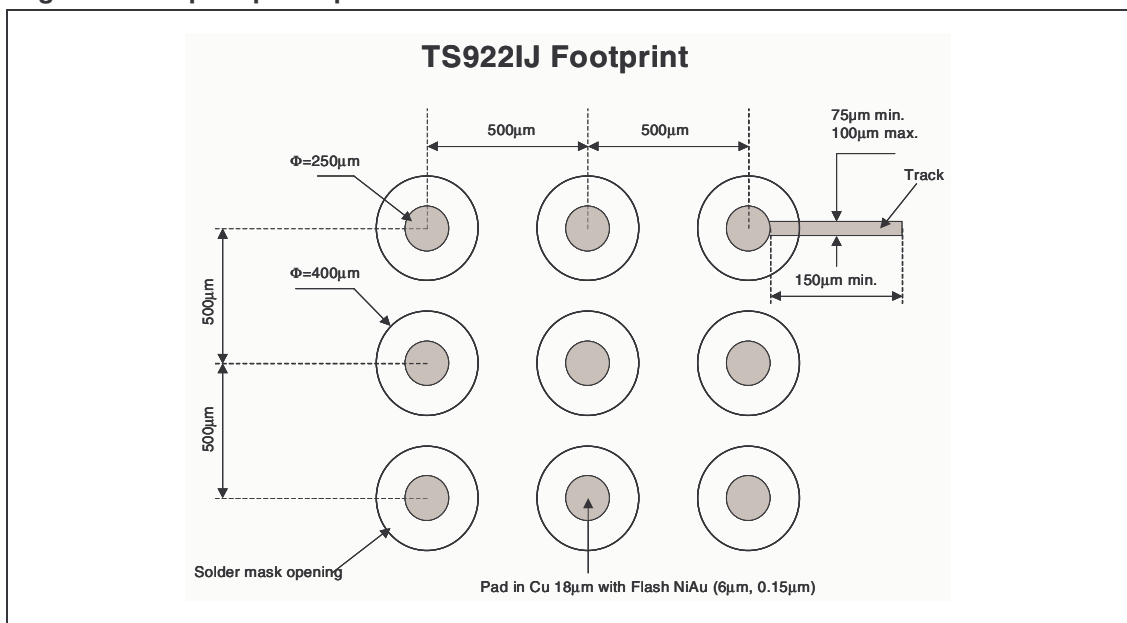 TS922IJ Footprint
500μm
500μm
75μm min.
100μm max.
Φ=250μm
Track
150μm min.
Φ=400μm
500μm
500μm
Solder mask opening
Pad in Cu 18μm with Flash NiAu (6μm, 0.15μm)